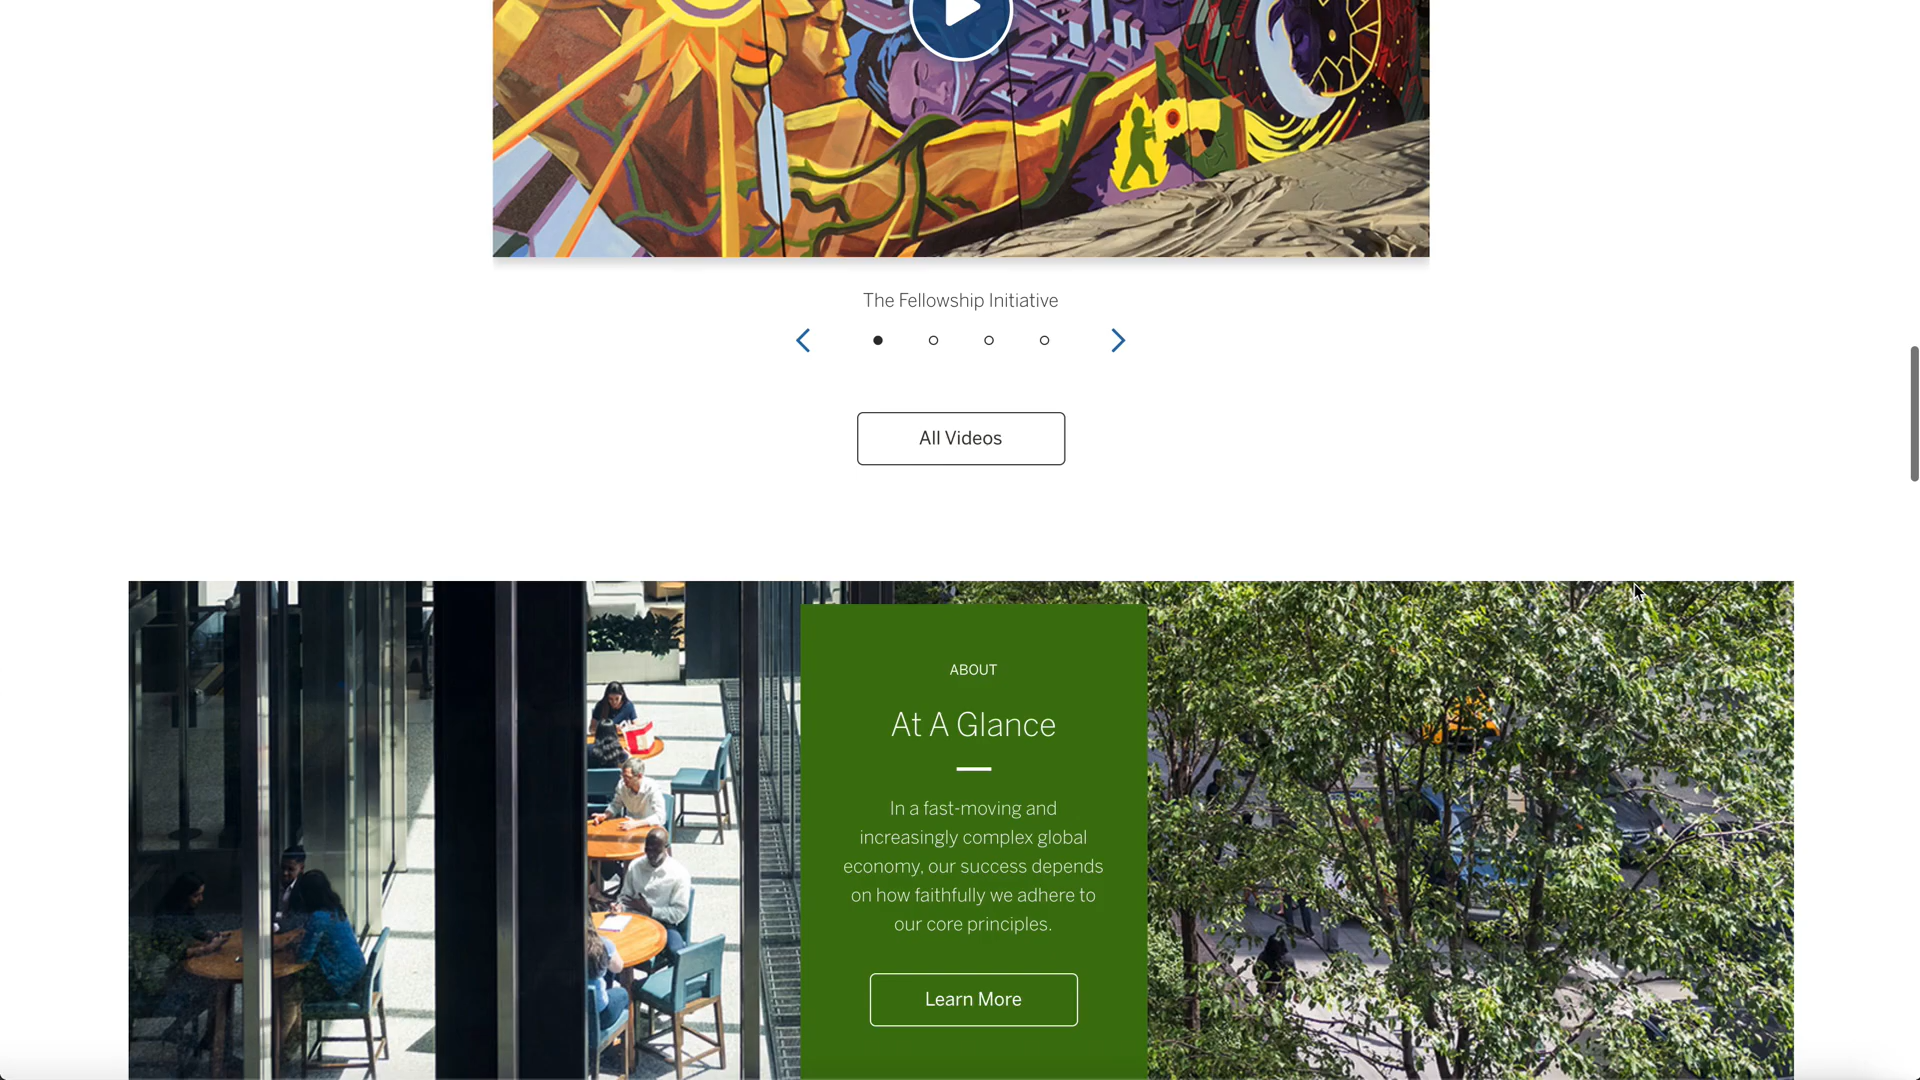 The Fellowship Initiative
All Videos
ABOUT
At A Glance
In a fast-moving and
increasingly complex global
economy, our success depends
on how faithfully we adhere to
our core principles.
Learn More